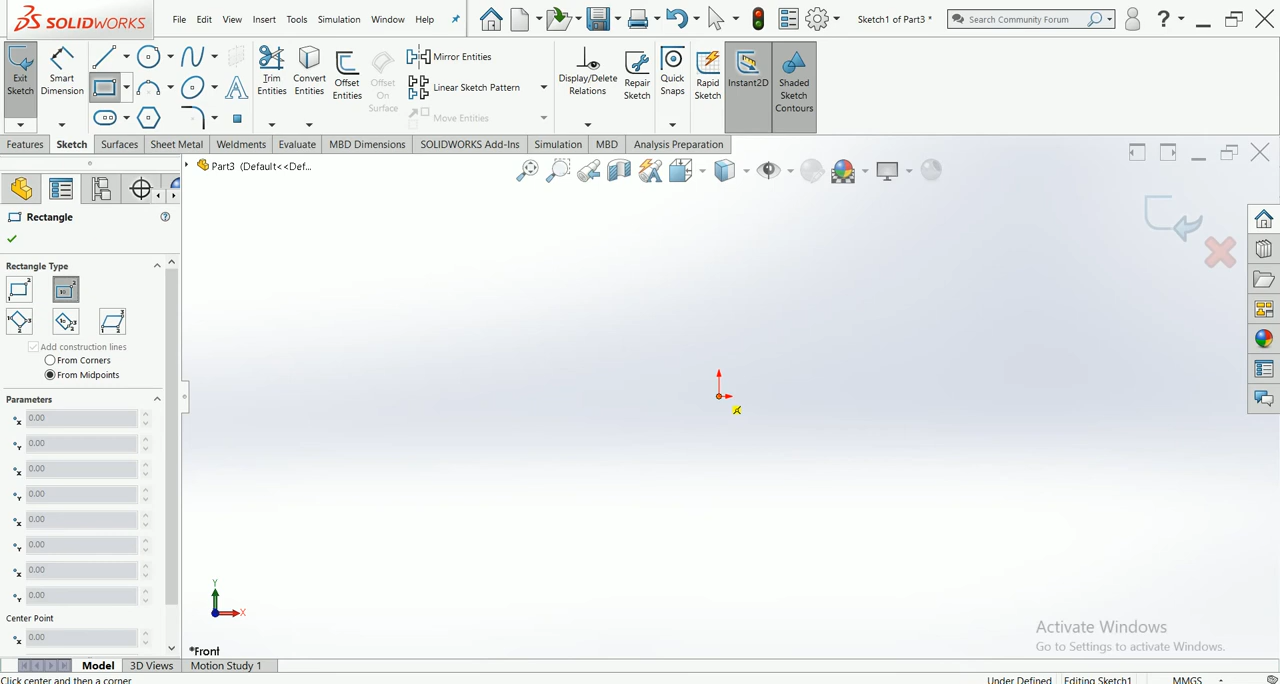 SOLIDWORKS
File Edit View Insert Tools Simulation Window Help
Sketch1 of Part3 *
Search Community Forum
Exit Sketch
Smart Dimension
Trim Entities
Convert Entities
Offset Entities
Offset On Surface
Mirror Entities
Linear Sketch Pattern
Move Entities
Display/Delete Relations
Repair Sketch
Quick Snaps
Rapid Sketch
Instant2D
Shaded Sketch Contours
Features Sketch Surfaces Sheet Metal Weldments Evaluate MBD Dimensions SOLIDWORKS Add-Ins Simulation MBD Analysis Preparation
Part3 (Default<<Def...
Rectangle
Rectangle Type
Add construction lines
From Corners
From Midpoints
Parameters
0.00
0.00
0.00
0.00
0.00
0.00
0.00
0.00
Center Point
0.00
Y
X
*Front
Activate Windows
Go to Settings to activate Windows.
Model 3D Views Motion Study 1
Click center and then a corner
Under Defined Editing Sketch1 MMGS